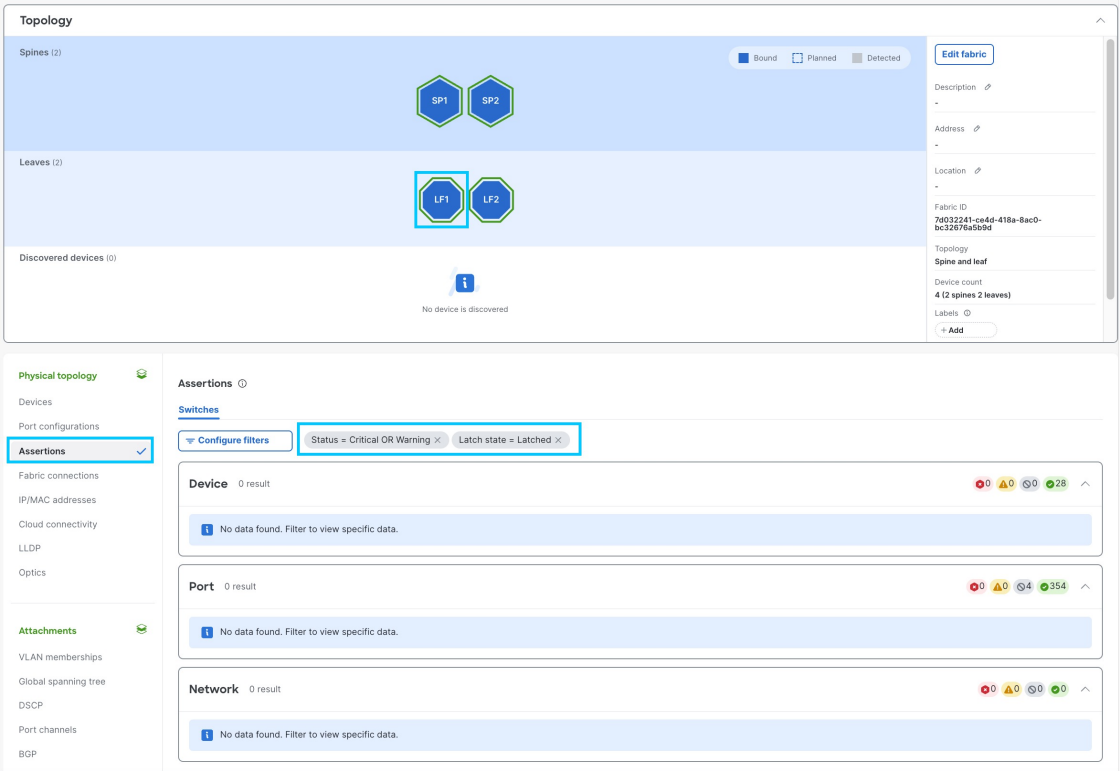 Topology
Spines (2)
Bound Planned Detected
SP1 SP2
Leaves (2)
LF1 LF2
Discovered devices (0)
No device is discovered
Edit fabric
Description
-
Address
-
Location
-
Fabric ID
7d032241-ce4d-418a-8ac0-
bc32676a5b9d
Topology
Spine and leaf
Device count
4 (2 spines 2 leaves)
Labels
+ Add
Physical topology
Devices
Port configurations
Assertions
Fabric connections
IP/MAC addresses
Cloud connectivity
LLDP
Optics
Attachments
VLAN memberships
Global spanning tree
DSCP
Port channels
BGP
Assertions
Switches
Configure filters Status = Critical OR Warning × Latch state = Latched ×
Device 0 result 0 0 0 28
No data found. Filter to view specific data.
Port 0 result 0 0 4 354
No data found. Filter to view specific data.
Network 0 result 0 0 0 0
No data found. Filter to view specific data.